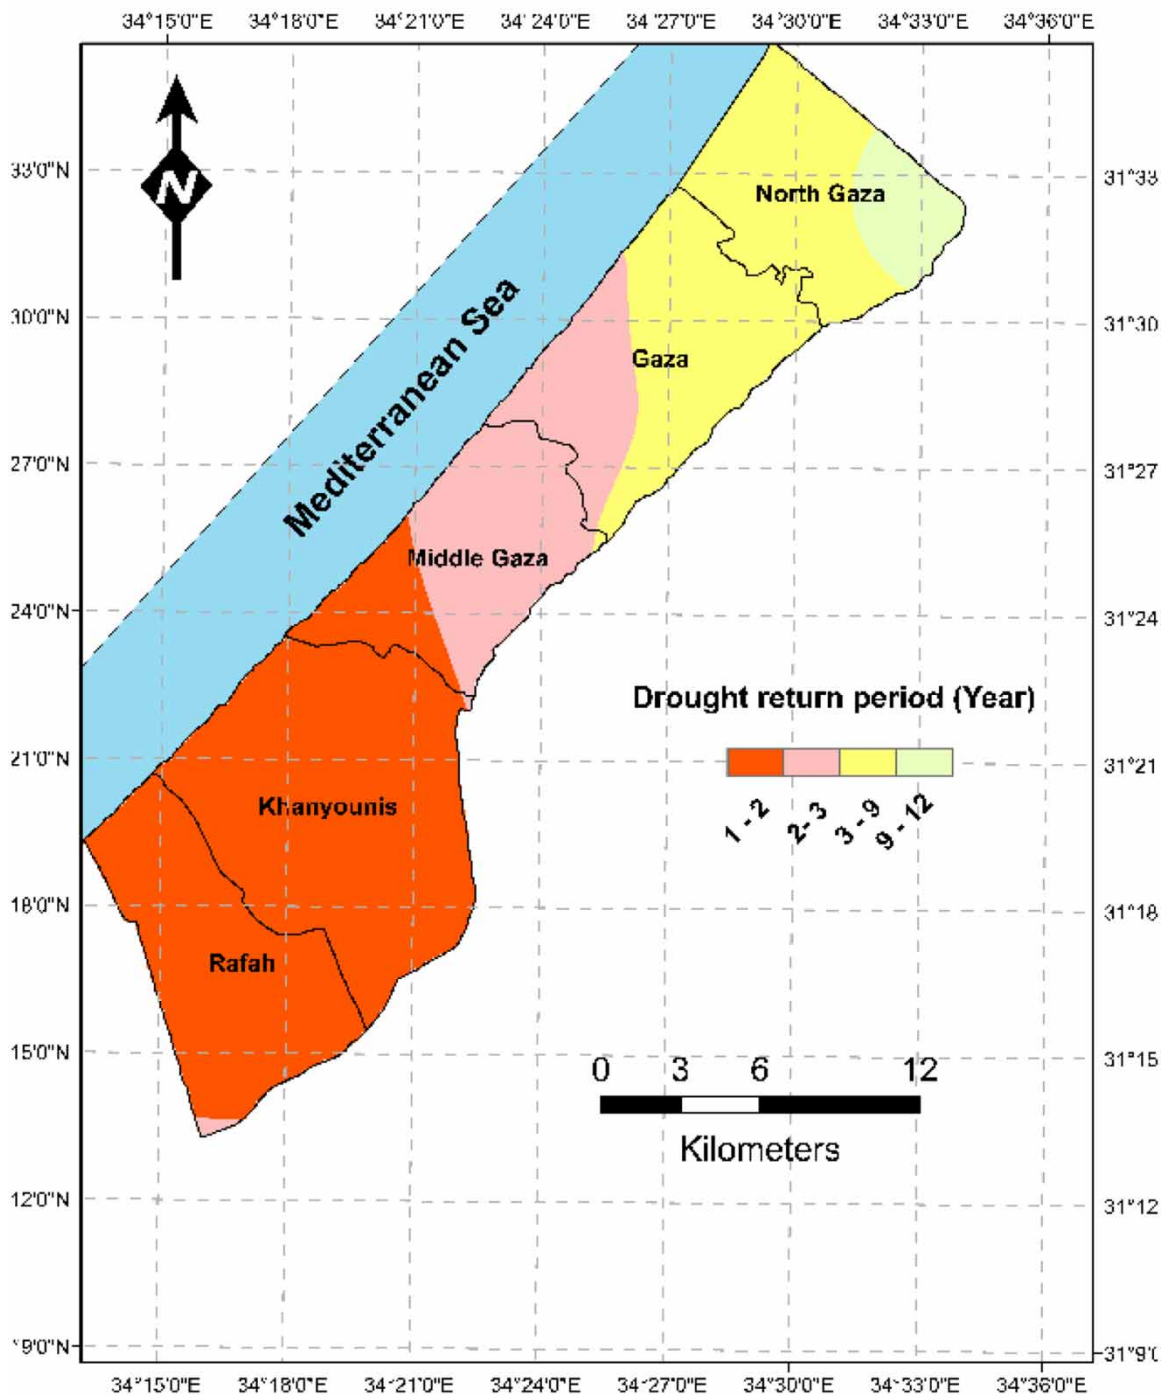 34°15'0"E 34°18'0"E 34°21'0"E 34°24'0"E 34°27'0"E 34°30'0"E 34°33'0"E 34°36'0"E
N
33'0"N
31°33
North Gaza
Mediterranean Sea
30'0"N
31°30
Gaza
27'0"N
31°27
Middle Gaza
24'0"N
31°24
Drought return period (Year)
21'0"N
31°21
1 - 2
2- 3
3 - 9
9 - 12
Khanyounis
18'0"N
31°18
Rafah
15'0"N
31°15
0 3 6 12
Kilometers
12'0"N
31°12
°9'0"N
31°9'0
34°15'0"E 34°18'0"E 34°21'0"E 34°24'0"E 34°27'0"E 34°30'0"E 34°33'0"E 34°36'0"E